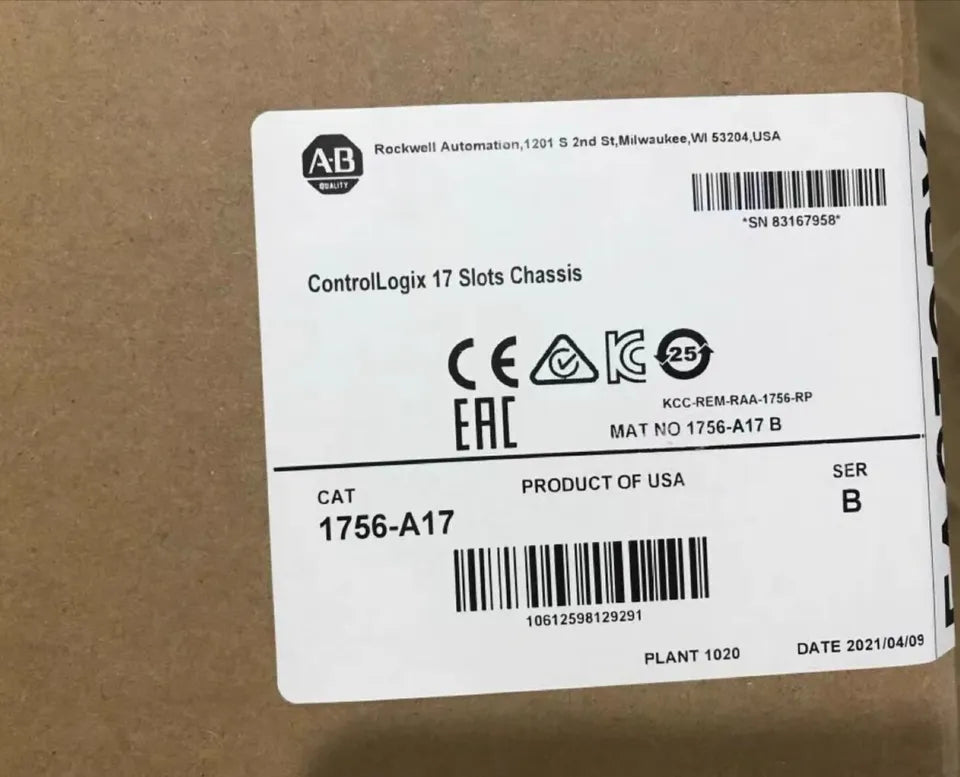 A-B
QUALITY
Rockwell Automation,1201 S 2nd St,Milwaukee,WI 53204,USA
*SN 83167958*
ControlLogix 17 Slots Chassis
CE
KC
25
EAC
KCC-REM-RAA-1756-RP
MAT NO 1756-A17 B
CAT
1756-A17
PRODUCT OF USA
SER
B
10612598129291
PLANT 1020
DATE 2021/04/09